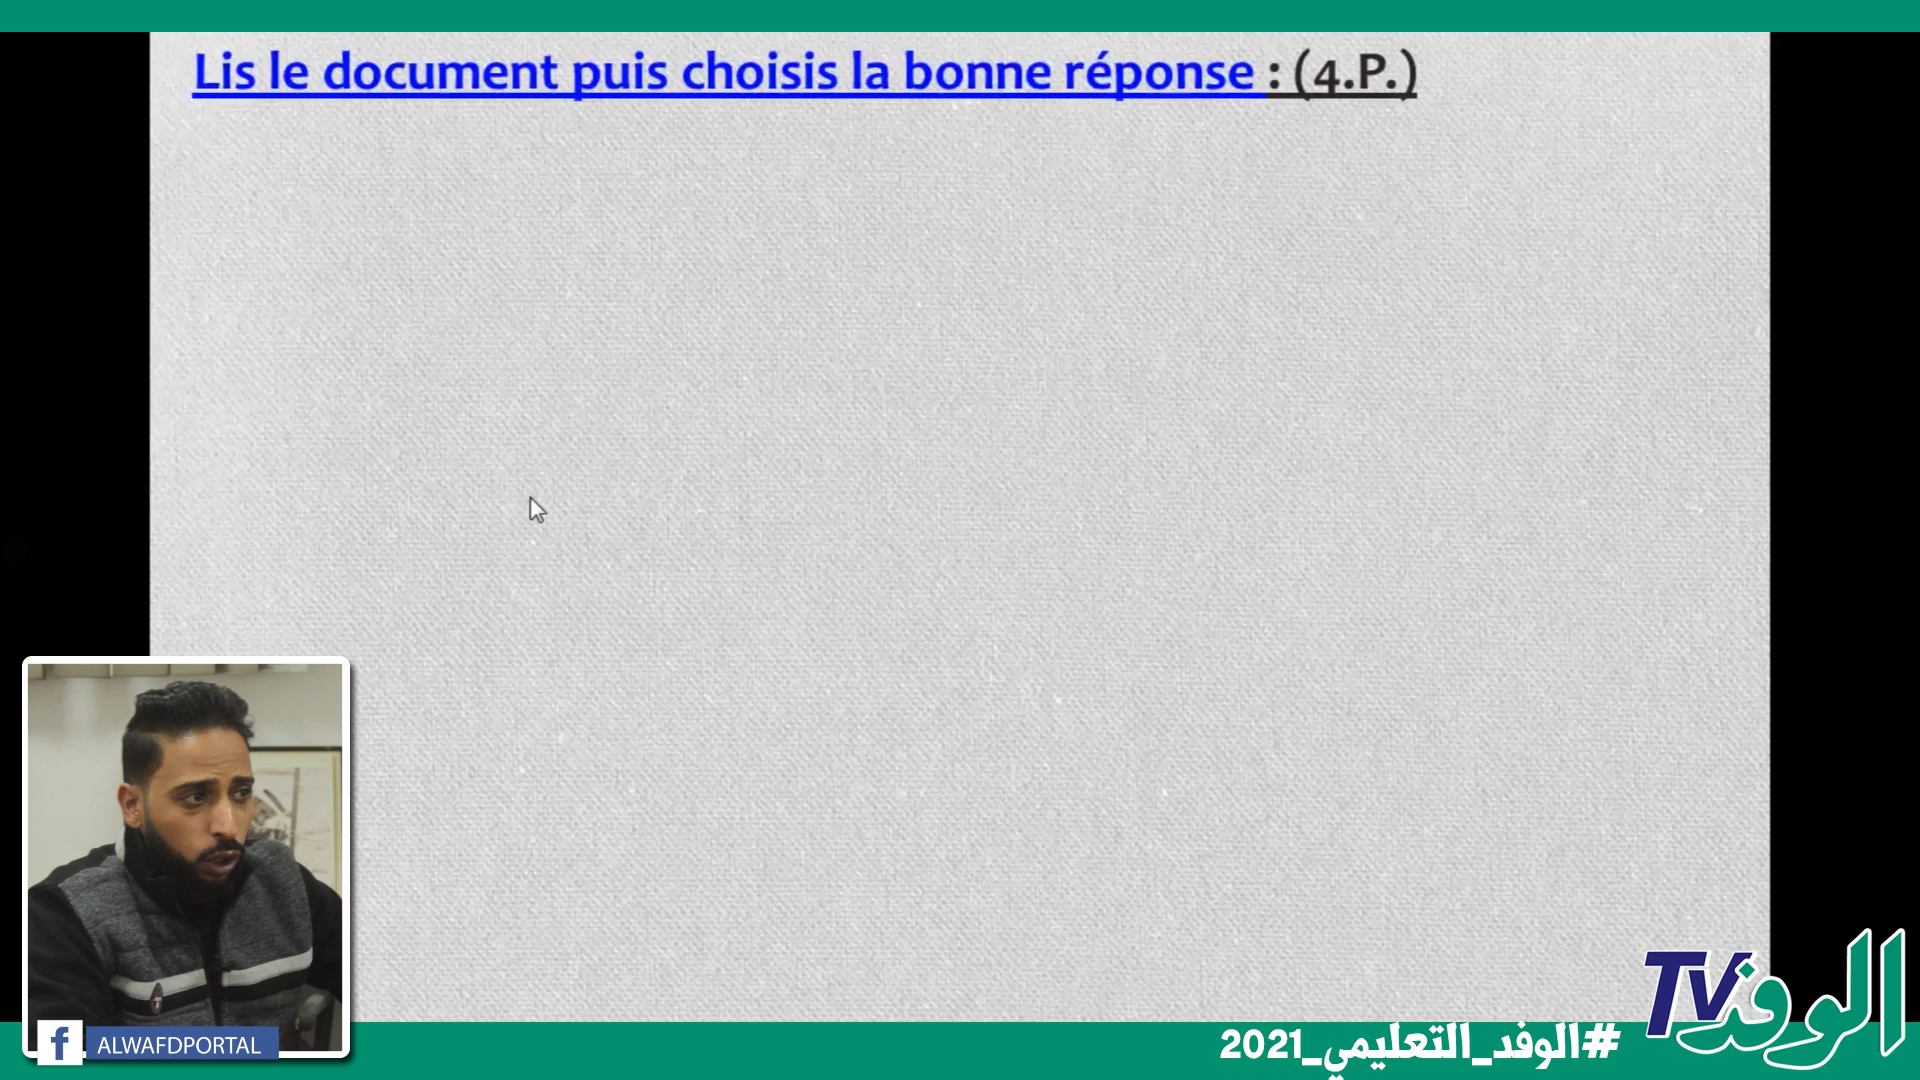 Lis le document puis choisis la bonne réponse : (4.P.)
f ALWAFDPORTAL
#الوفد_التعليمي_2021
الوفد TV